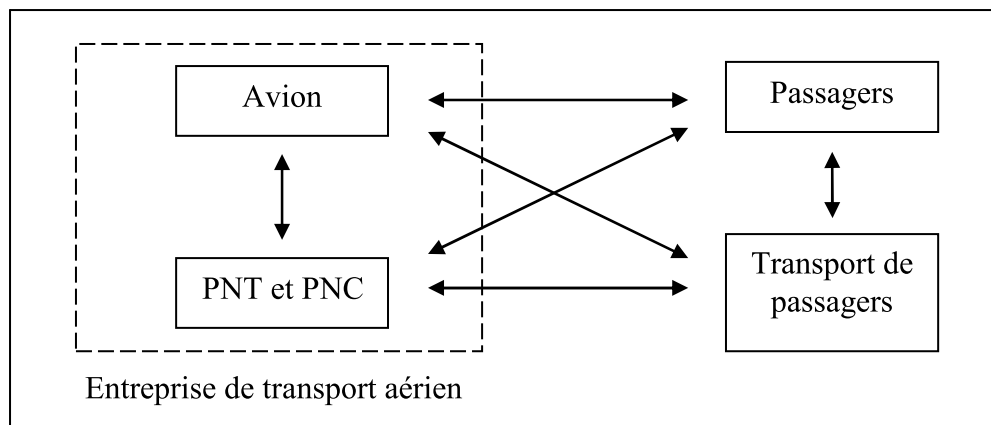 Avion
Passagers
PNT et PNC
Transport de
passagers
Entreprise de transport aérien